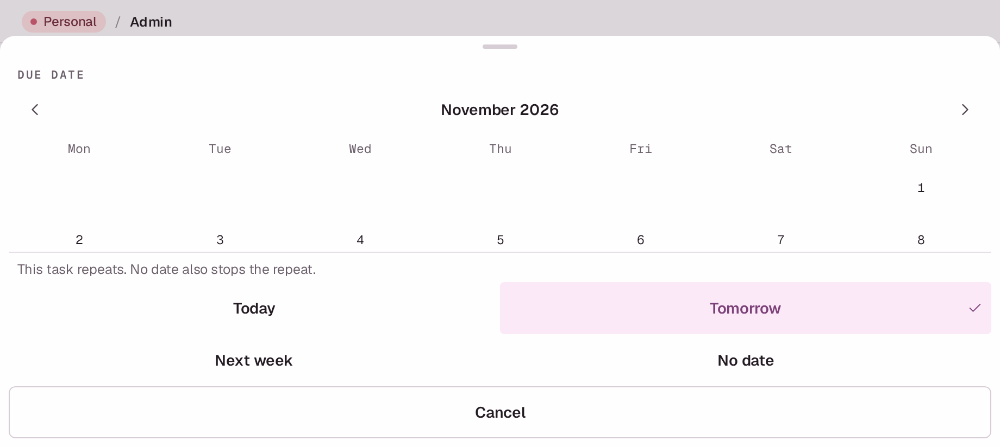 Personal / Admin
DUE DATE
November 2026
Mon Tue Wed Thu Fri Sat Sun
1
2 3 4 5 6 7 8
This task repeats. No date also stops the repeat.
Today Tomorrow
Next week No date
Cancel